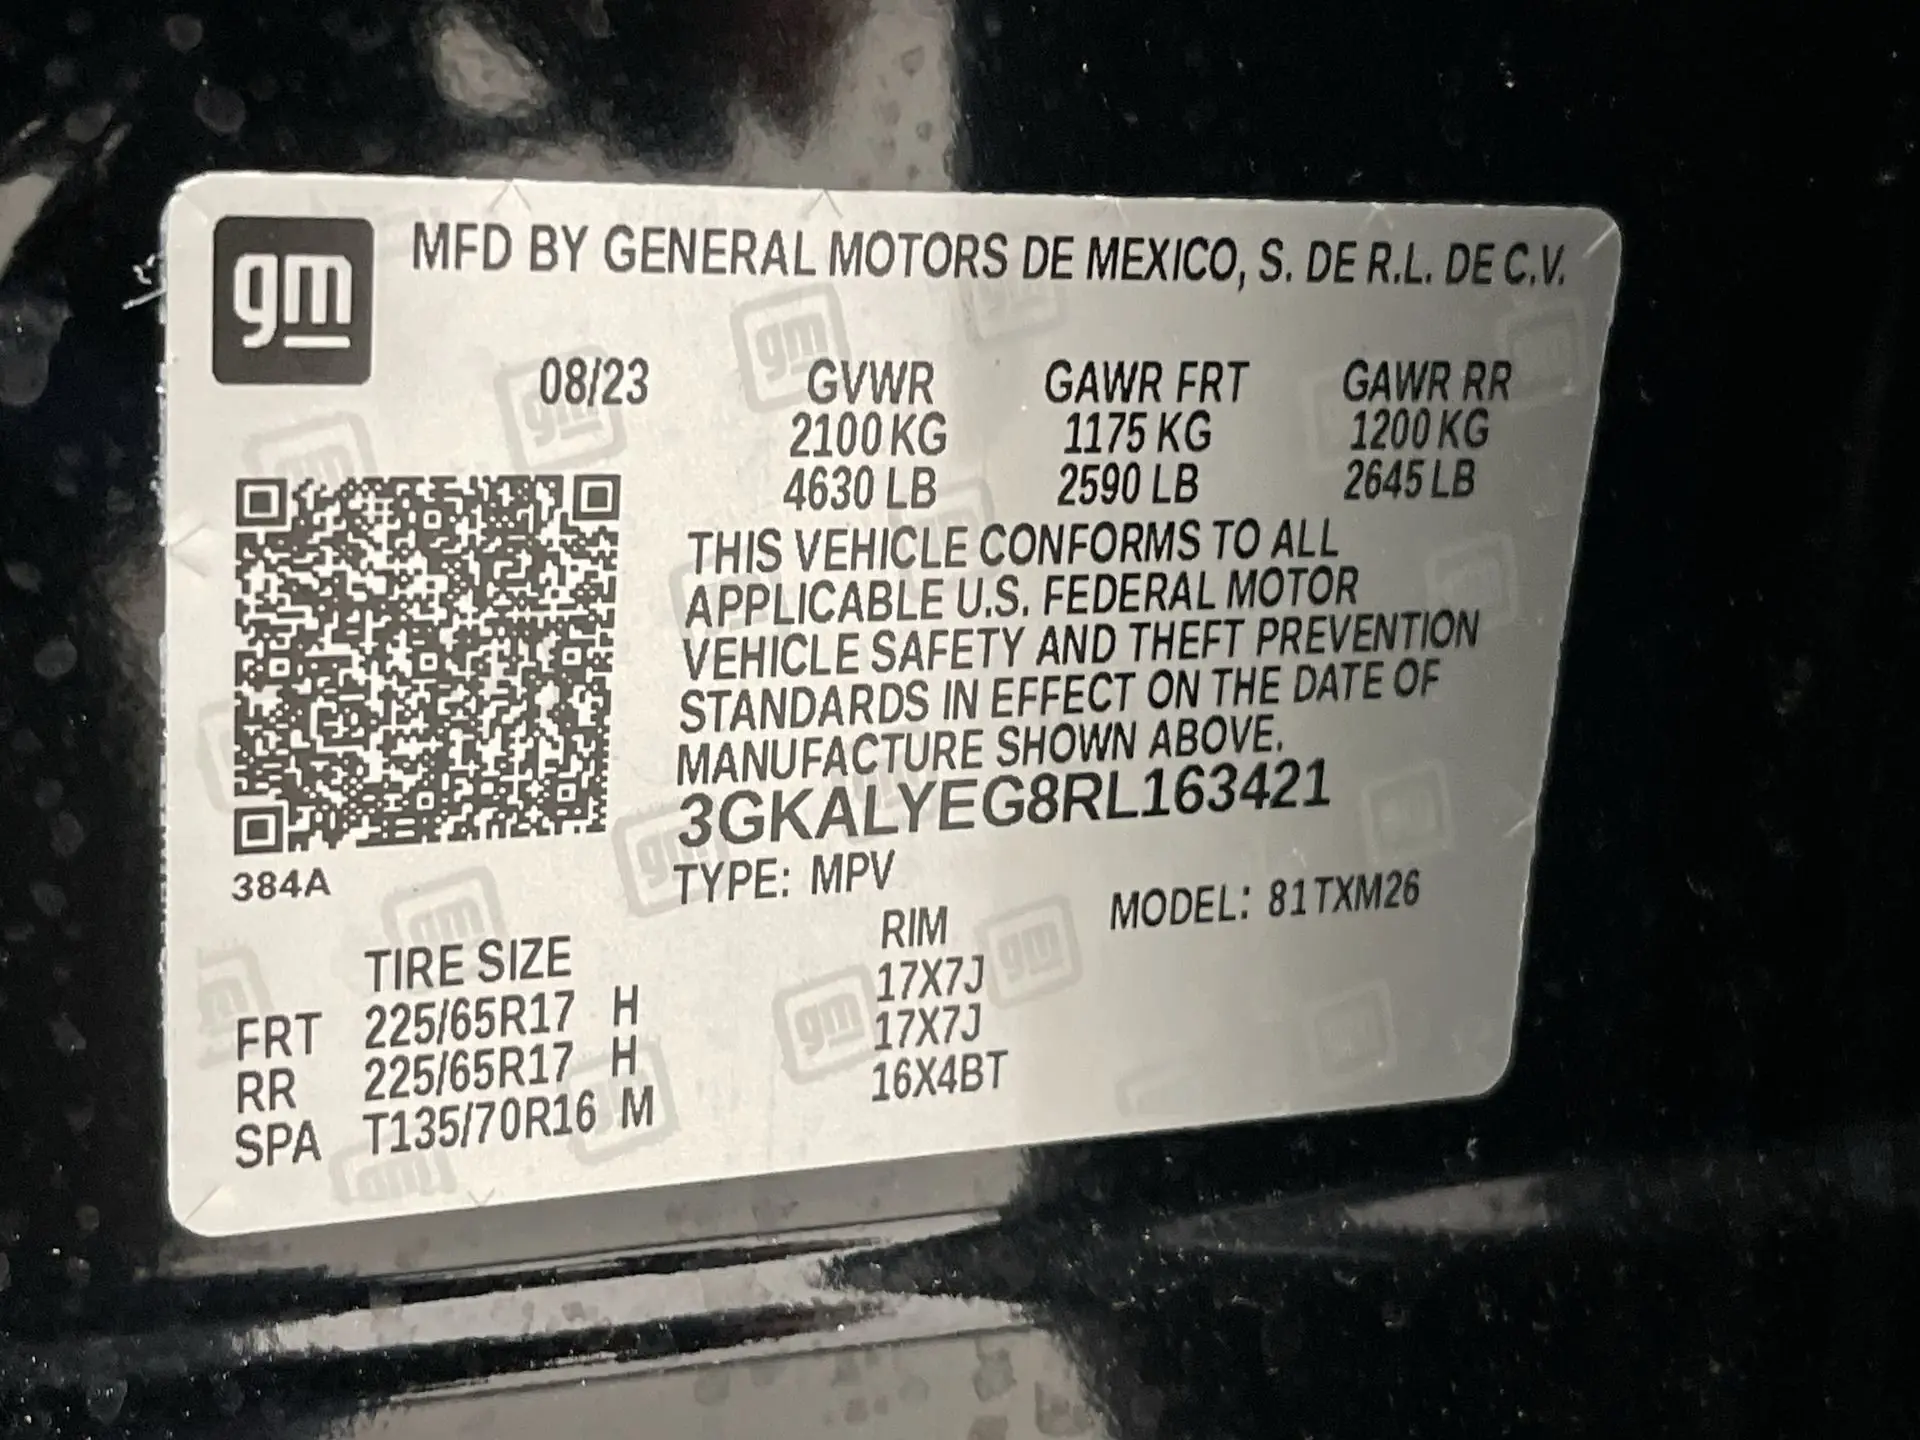 gm
MFD BY GENERAL MOTORS DE MEXICO, S. DE R.L. DE C.V.
08/23 GVWR GAWR FRT GAWR RR
2100 KG 1175 KG 1200 KG
4630 LB 2590 LB 2645 LB
THIS VEHICLE CONFORMS TO ALL
APPLICABLE U.S. FEDERAL MOTOR
VEHICLE SAFETY AND THEFT PREVENTION
STANDARDS IN EFFECT ON THE DATE OF
MANUFACTURE SHOWN ABOVE.
3GKALYEG8RL163421
384A
TYPE: MPV MODEL: 81TXM26
TIRE SIZE RIM
FRT 225/65R17 H 17X7J
RR 225/65R17 H 17X7J
SPA T135/70R16 M 16X4BT